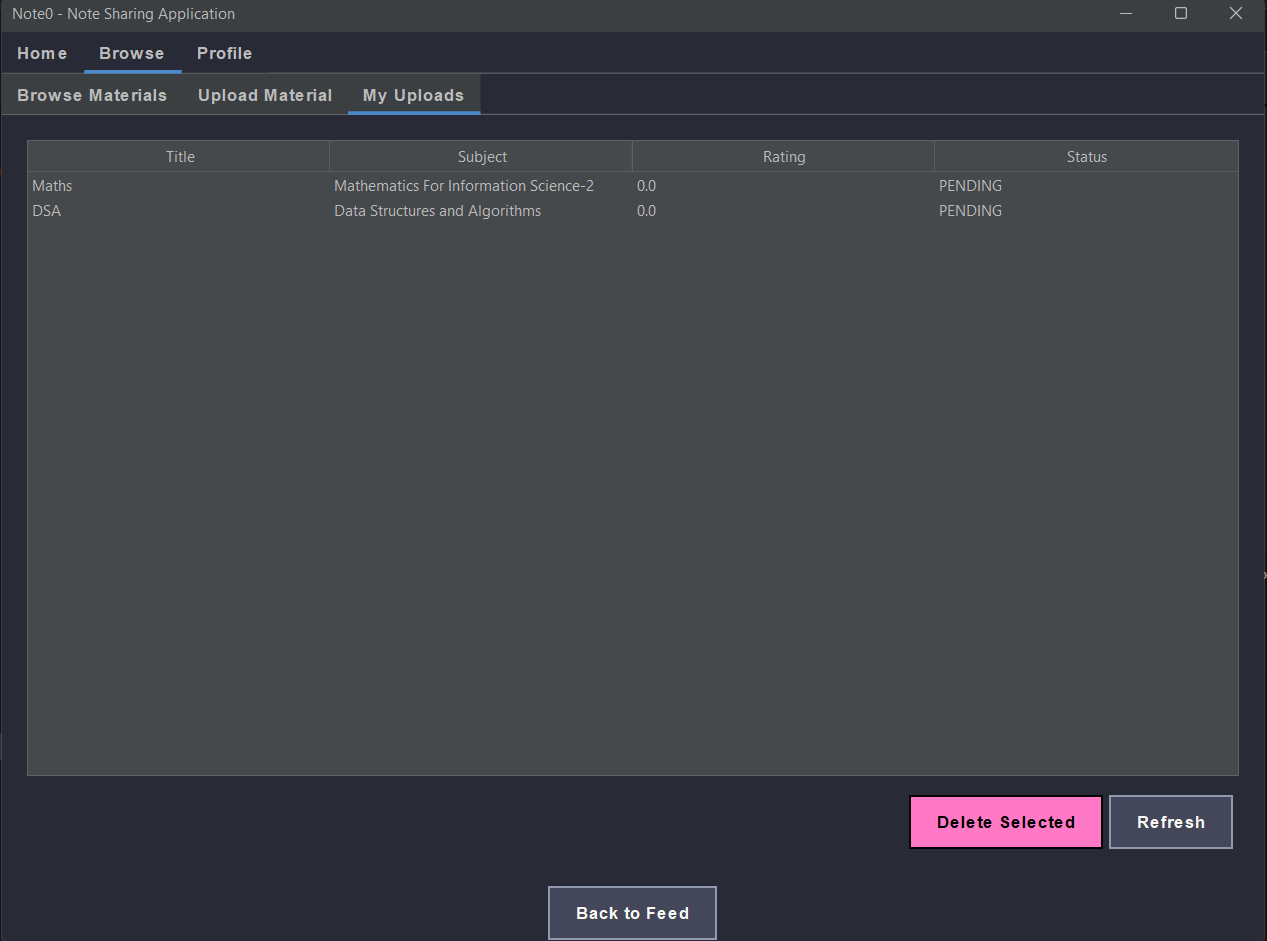 Note0 - Note Sharing Application
Home Browse Profile
Browse Materials Upload Material My Uploads
Title Subject Rating Status
Maths Mathematics For Information Science-2 0.0 PENDING
DSA Data Structures and Algorithms 0.0 PENDING
Delete Selected Refresh
Back to Feed